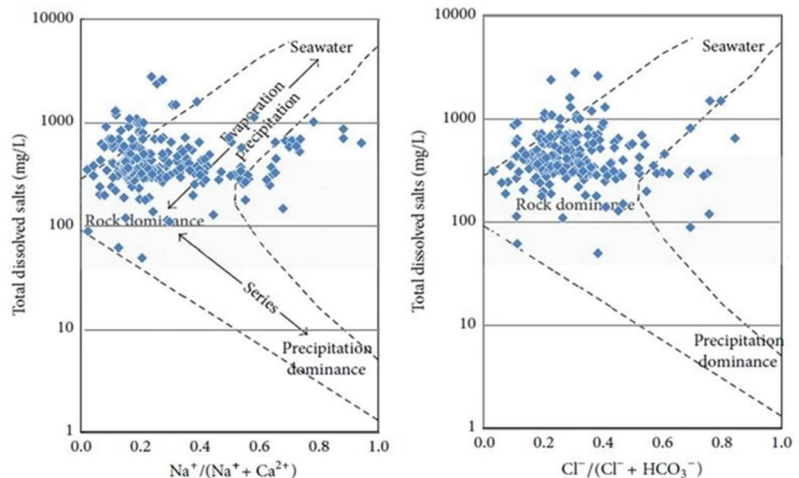 10000
1000
100
10
1
Total dissolved salts (mg/L)
Seawater
Evaporation
precipitation
Rock dominance
Series
Precipitation
dominance
0.0 0.2 0.4 0.6 0.8 1.0
Na⁺/(Na⁺ + Ca²⁺)
10000
1000
100
10
1
Total dissolved salts (mg/L)
Seawater
Rock dominance
Precipitation
dominance
0.0 0.2 0.4 0.6 0.8 1.0
Cl⁻/(Cl⁻ + HCO₃⁻)